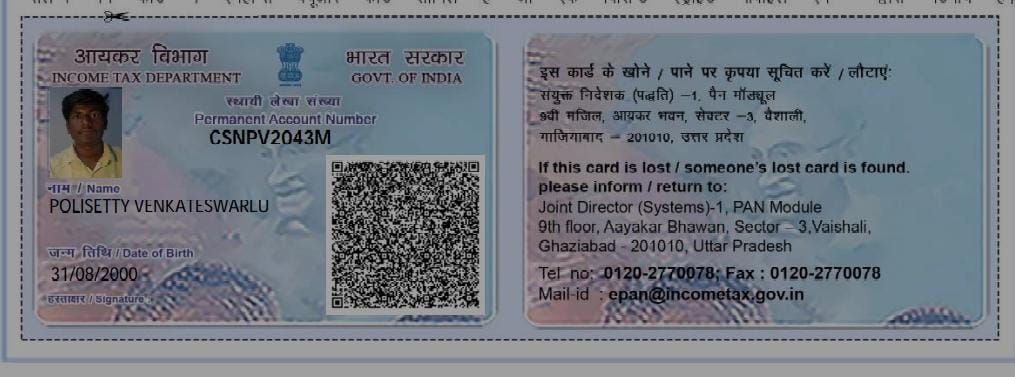 आयकर विभाग
INCOME TAX DEPARTMENT
भारत सरकार
GOVT. OF INDIA
स्थायी लेखा संख्या
Permanent Account Number
CSNPV2043M
नाम / Name
POLISETTY VENKATESWARLU
जन्म तिथि / Date of Birth
31/08/2000
हस्ताक्षर / Signature :
इस कार्ड के खोने / पाने पर कृपया सूचित करें / लौटाएं:
संयुक्त निदेशक (पद्धति) –1, पैन मॉड्यूल
9वीं मंजिल, आयकर भवन, सेक्टर –3, वैशाली,
गाजियाबाद – 201010, उत्तर प्रदेश
If this card is lost / someone's lost card is found.
please inform / return to:
Joint Director (Systems)-1, PAN Module
9th floor, Aayakar Bhawan, Sector – 3,Vaishali,
Ghaziabad - 201010, Uttar Pradesh
Tel no: 0120-2770078; Fax : 0120-2770078
Mail-id : epan@incometax.gov.in